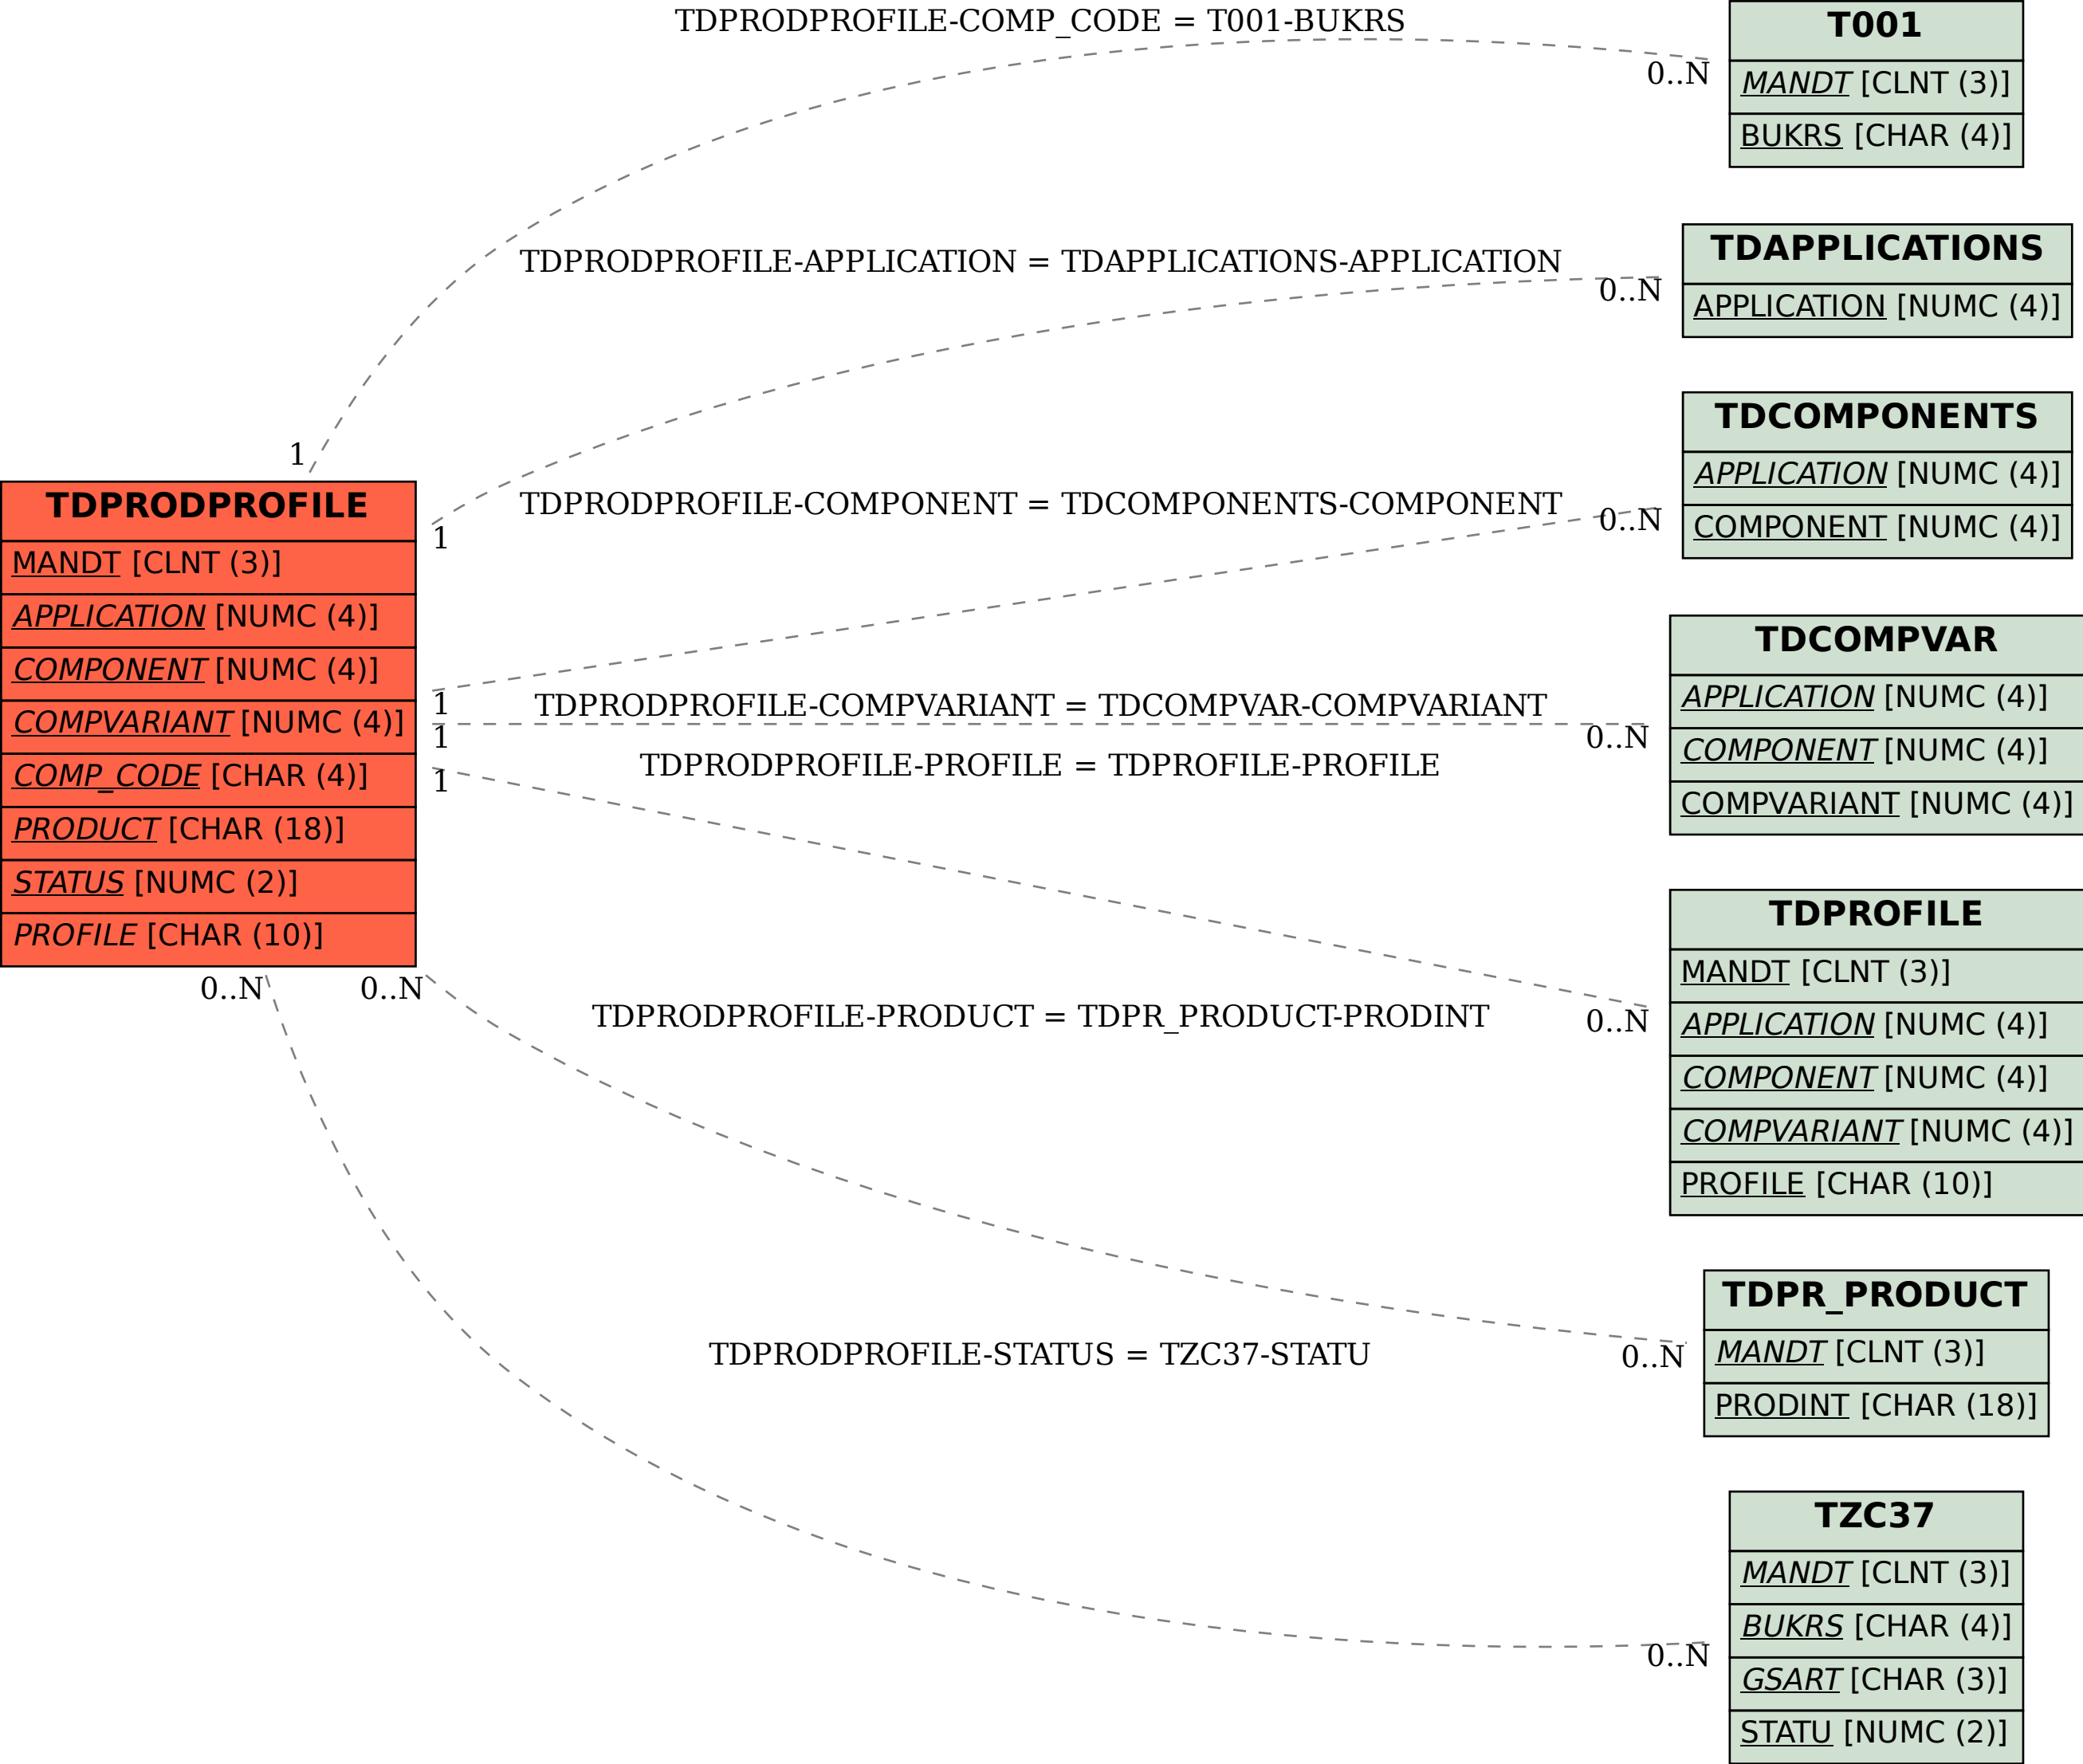 TDPRODPROFILE-COMP_CODE = T001-BUKRS
0..N
1
T001
MANDT [CLNT (3)]
BUKRS [CHAR (4)]
TDPRODPROFILE-APPLICATION = TDAPPLICATIONS-APPLICATION
0..N
1
TDAPPLICATIONS
APPLICATION [NUMC (4)]
TDPRODPROFILE-COMPONENT = TDCOMPONENTS-COMPONENT
0..N
1
TDCOMPONENTS
APPLICATION [NUMC (4)]
COMPONENT [NUMC (4)]
TDPRODPROFILE
MANDT [CLNT (3)]
APPLICATION [NUMC (4)]
COMPONENT [NUMC (4)]
COMPVARIANT [NUMC (4)]
COMP_CODE [CHAR (4)]
PRODUCT [CHAR (18)]
STATUS [NUMC (2)]
PROFILE [CHAR (10)]
TDPRODPROFILE-COMPVARIANT = TDCOMPVAR-COMPVARIANT
0..N
1
TDCOMPVAR
APPLICATION [NUMC (4)]
COMPONENT [NUMC (4)]
COMPVARIANT [NUMC (4)]
TDPRODPROFILE-PROFILE = TDPROFILE-PROFILE
1
0..N
TDPROFILE
MANDT [CLNT (3)]
APPLICATION [NUMC (4)]
COMPONENT [NUMC (4)]
COMPVARIANT [NUMC (4)]
PROFILE [CHAR (10)]
0..N
0..N
TDPRODPROFILE-PRODUCT = TDPR_PRODUCT-PRODINT
0..N
TDPR_PRODUCT
MANDT [CLNT (3)]
PRODINT [CHAR (18)]
TDPRODPROFILE-STATUS = TZC37-STATU
0..N
TZC37
MANDT [CLNT (3)]
BUKRS [CHAR (4)]
GSART [CHAR (3)]
STATU [NUMC (2)]